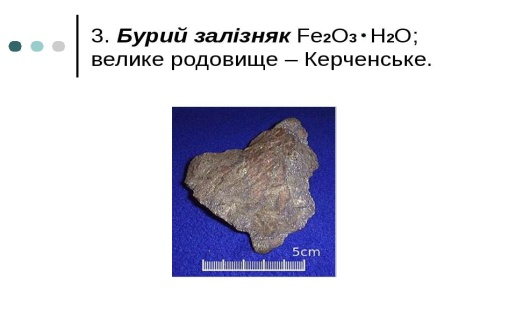 3. Бурий залізняк Fe₂O₃·H₂O;
велике родовище – Керченське.
5cm